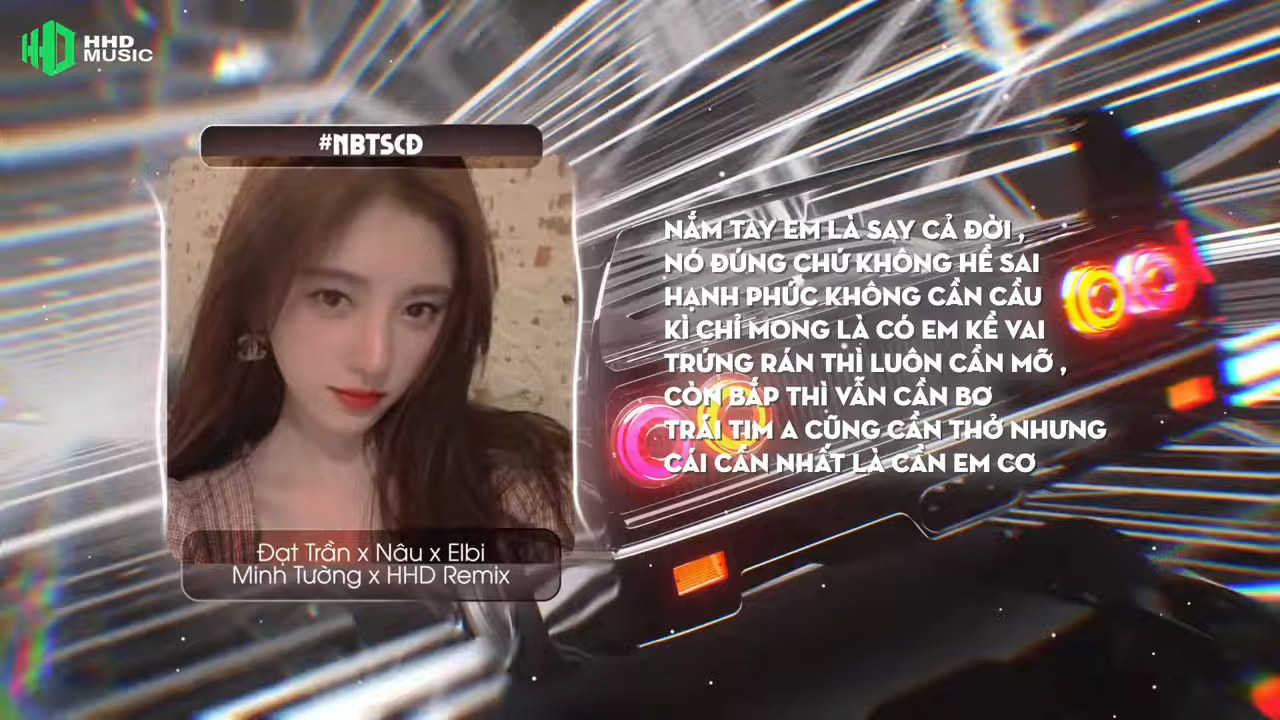 HHD
MUSIC
#NBTSCĐ
NẮM TAY EM LÀ SAY CẢ ĐỜI ,
NÓ ĐÚNG CHỨ KHÔNG HỀ SAI
HẠNH PHÚC KHÔNG CẦN CẦU
KÌ CHỈ MONG LÀ CÓ EM KỀ VAI
TRỨNG RÁN THÌ LUÔN CẦN MỠ ,
CÒN BẮP THÌ VẪN CẦN BƠ
TRÁI TIM A CŨNG CẦN THỞ NHƯNG
CÁI CẦN NHẤT LÀ CẦN EM CƠ
Đạt Trần x Nâu x Elbi
Minh Tường x HHD Remix